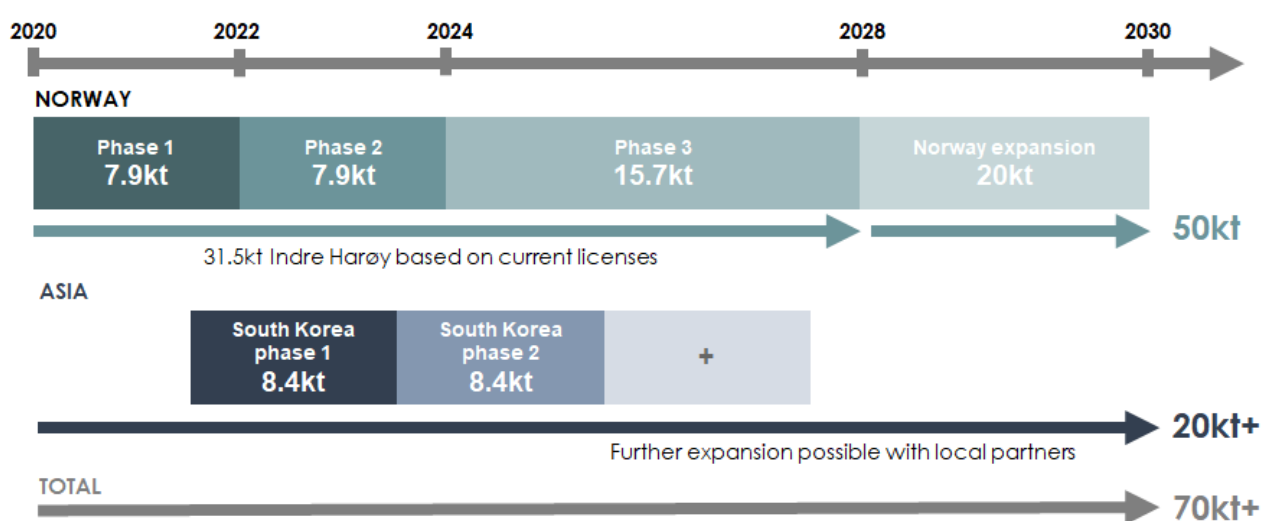 2020 2022 2024 2028 2030
NORWAY
Phase 1
7.9kt
Phase 2
7.9kt
Phase 3
15.7kt
Norway expansion
20kt
50kt
31.5kt Indre Harøy based on current licenses
ASIA
South Korea
phase 1
8.4kt
South Korea
phase 2
8.4kt
+
20kt+
Further expansion possible with local partners
TOTAL
70kt+